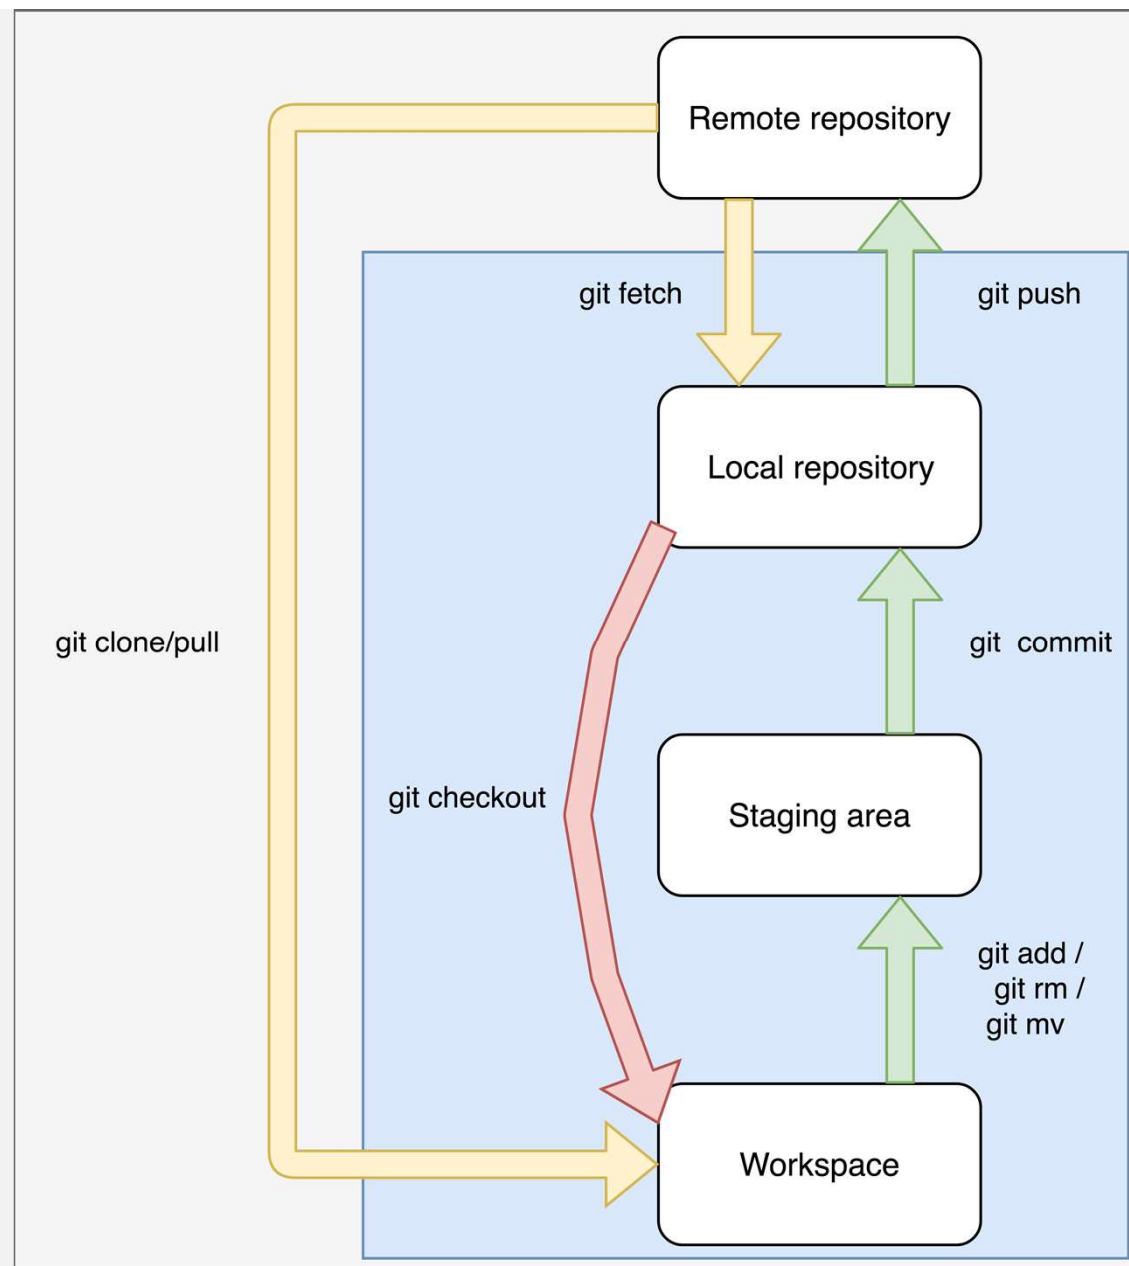 Remote repository
git fetch
git push
Local repository
git clone/pull
git  commit
git checkout
Staging area
git add /
git rm /
git mv
Workspace